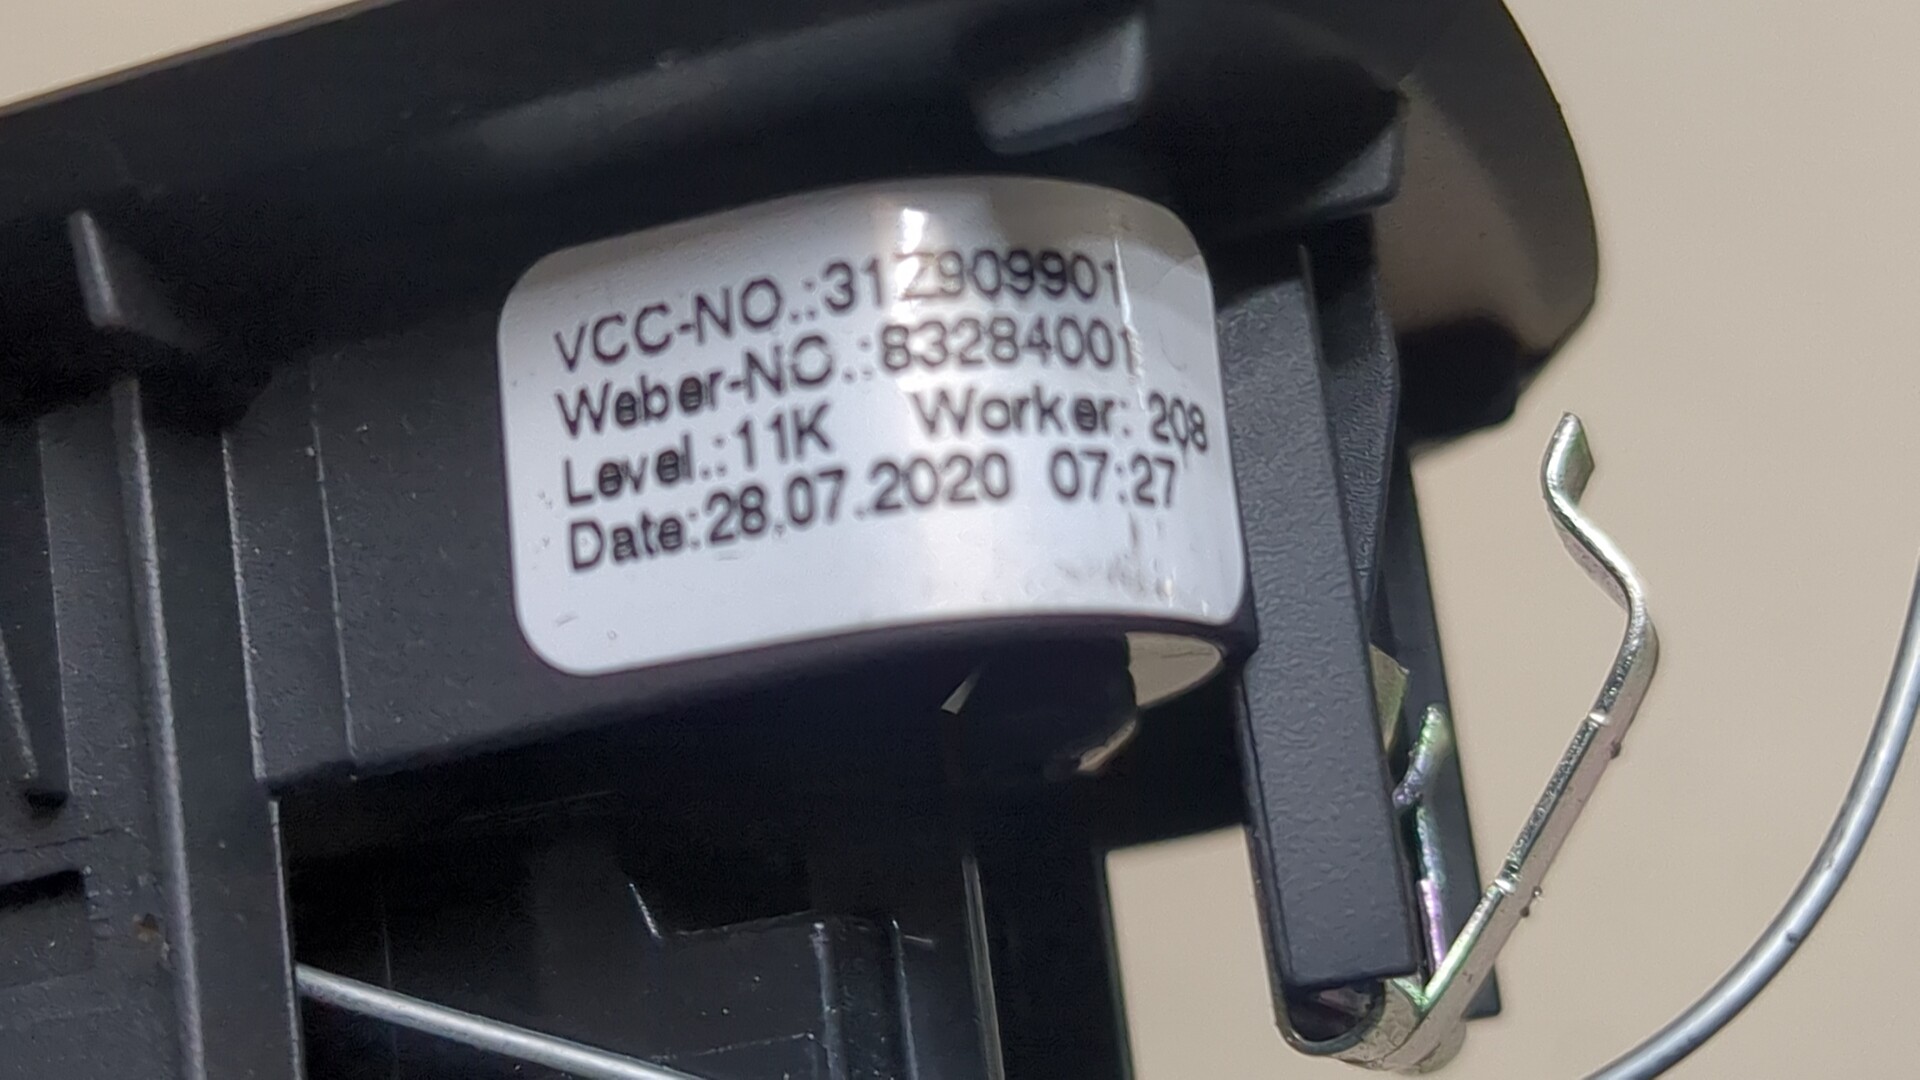 VCC-NO.:31Z909901
Weber-NO.:83284001
Level.:11K Worker: 208
Date:28.07.2020 07:27